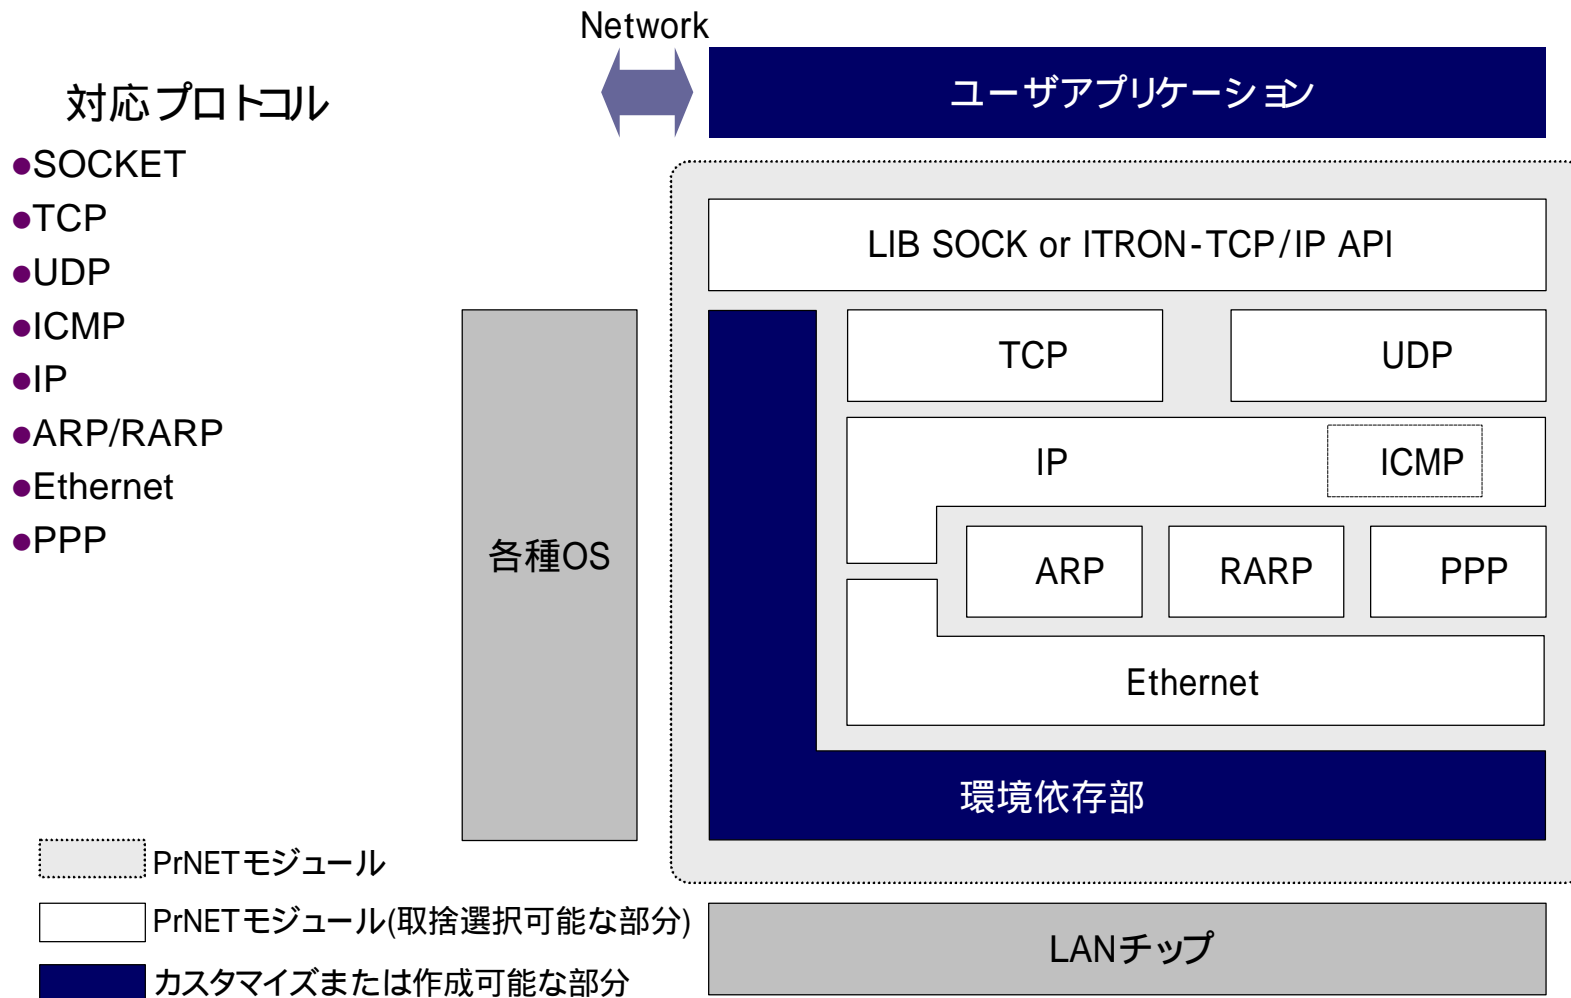 Network
対応プロトコル
●SOCKET
●TCP
●UDP
●ICMP
●IP
●ARP/RARP
●Ethernet
●PPP
ユーザアプリケーション
LIB SOCK or ITRON-TCP/IP API
TCP
UDP
IP
ICMP
各種OS
ARP
RARP
PPP
Ethernet
環境依存部
LANチップ
PrNETモジュール
PrNETモジュール(取捨選択可能な部分)
カスタマイズまたは作成可能な部分